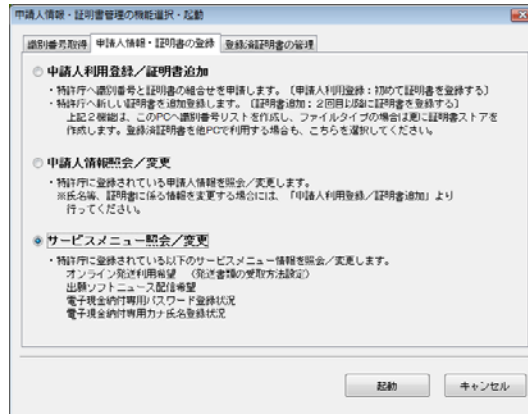 申請人情報・証明書管理の機能選択・起動
識別番号取得 申請人情報・証明書の登録 登録済証明書の管理
申請人利用登録/証明書追加
・特許庁へ識別番号と証明書の組合せを申請します。〔申請人利用登録:初めて証明書を登録する〕
・特許庁へ新しい証明書を追加登録します。〔証明書追加:2回目以降に証明書を登録する〕
上記2機能は、このPCへ識別番号リストを作成し、ファイルタイプの場合は更に証明書ストアを
作成します。登録済証明書を他PCで利用する場合も、こちらを選択してください。
申請人情報照会/変更
・特許庁に登録されている申請人情報を照会/変更します。
※氏名等、証明書に係る情報を変更する場合には、「申請人利用登録/証明書追加」より
行ってください。
サービスメニュー照会/変更
・特許庁に登録されている以下のサービスメニュー情報を照会/変更します。
オンライン発送利用希望 (発送書類の受取方法設定)
出願ソフトニュース配信希望
電子現金納付専用パスワード登録状況
電子現金納付専用カナ氏名登録状況
起動 キャンセル